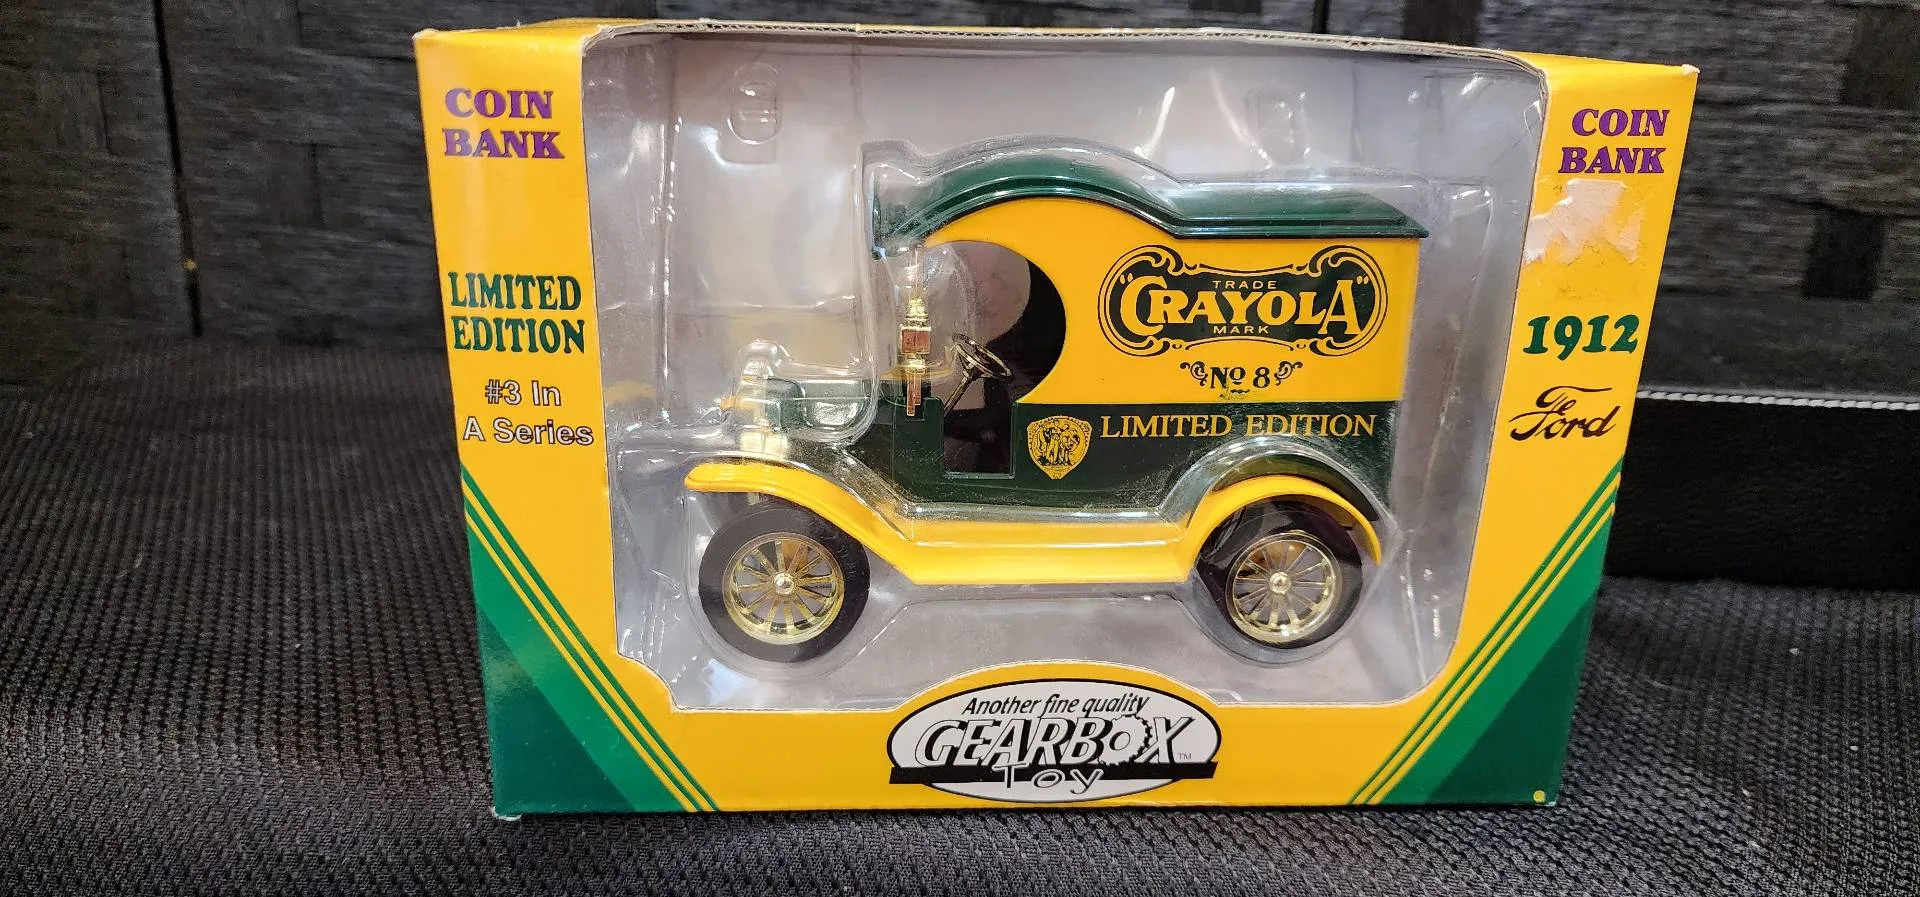 COIN
BANK
LIMITED
EDITION
#3 In
A Series
"CRAYOLA"
TRADE
MARK
No 8
LIMITED EDITION
COIN
BANK
1912
Ford
Another fine quality
GEARBOX™
Toy